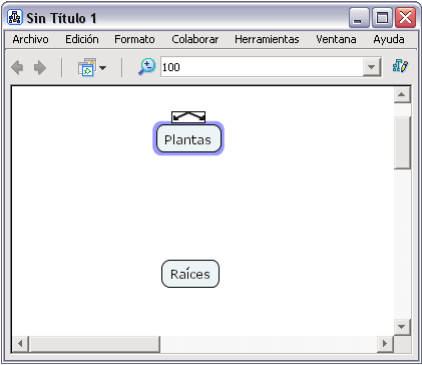 Sin Título 1
Archivo Edición Formato Colaborar Herramientas Ventana Ayuda
100
Plantas
Raíces